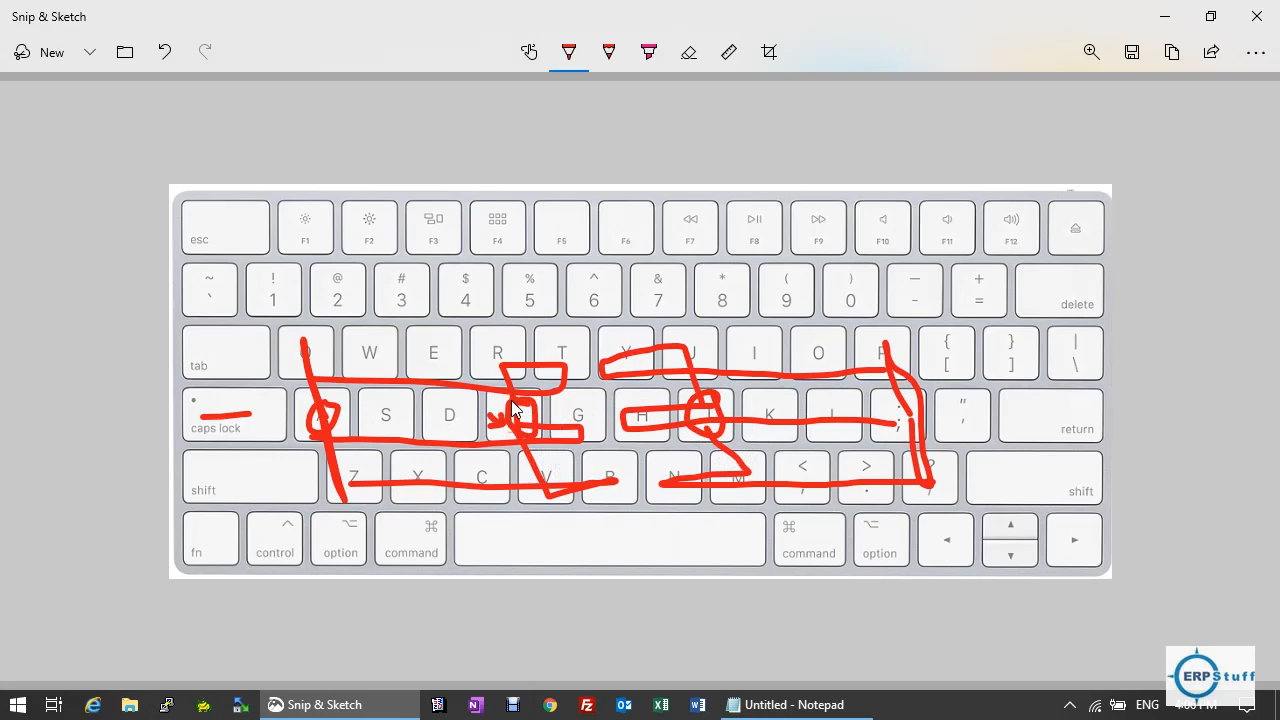 Snip & Sketch
New
esc F1 F2 F3 F4 F5 F6 F7 F8 F9 F10 F11 F12
~ ! @ # $ % ^ & * ( ) — +
` 1 2 3 4 5 6 7 8 9 0 - = delete
tab W E R T I O { } |
[ ] \
caps lock S D G H K ; " ' return
shift Z X C V B N M < , > . ? / shift
fn control option command command option
ERPStuff
Snip & Sketch Untitled - Notepad ENG